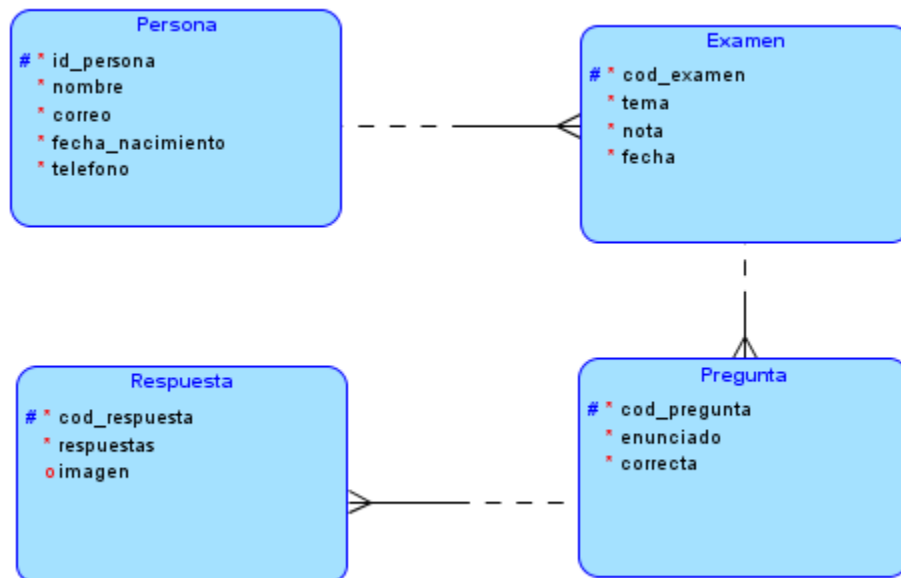 Persona
# * id_persona
* nombre
* correo
* fecha_nacimiento
* telefono
Examen
# * cod_examen
* tema
* nota
* fecha
Respuesta
# * cod_respuesta
* respuestas
o imagen
Pregunta
# * cod_pregunta
* enunciado
* correcta